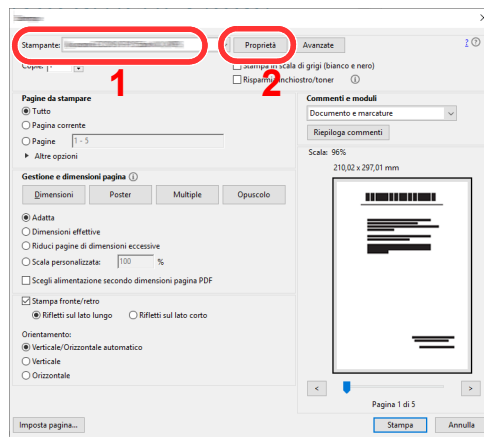 Stampante:
Proprietà
Avanzate
2
Copie:
Stampa in scala di grigi (bianco e nero)
Risparmia inchiostro/toner
1
2
Pagine da stampare
Tutto
Pagina corrente
Pagine 1 - 5
Altre opzioni
Commenti e moduli
Documento e marcature
Riepiloga commenti
Scala: 96%
210,02 x 297,01 mm
Gestione e dimensioni pagina
Dimensioni Poster Multiple Opuscolo
Adatta
Dimensioni effettive
Riduci pagine di dimensioni eccessive
Scala personalizzata: 100 %
Scegli alimentazione secondo dimensioni pagina PDF
Stampa fronte/retro
Rifletti sul lato lungo Rifletti sul lato corto
Orientamento:
Verticale/Orizzontale automatico
Verticale
Orizzontale
< >
Pagina 1 di 5
Imposta pagina...
Stampa Annulla